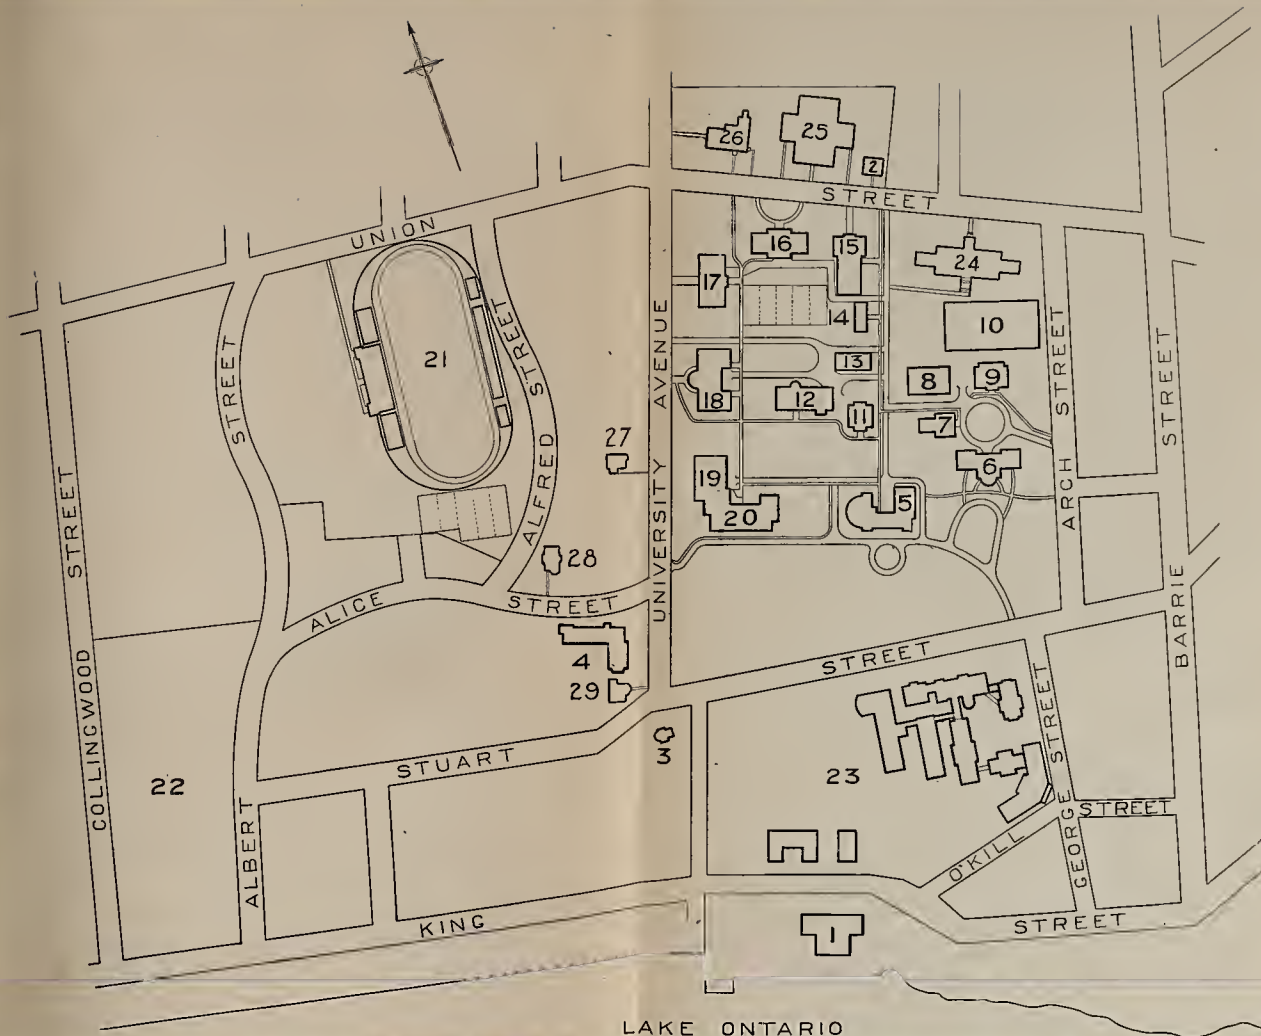 26
25
2
STREET
UNION
16
15
24
17
14
10
21
13
8
9
18
12
11
7
27
6
19
20
5
28
STREET
ALFRED
STREET
UNIVERSITY AVENUE
ARCH STREET
STREET
BARRIE
COLLINGWOOD STREET
ALBERT
STREET
ALICE
STREET
4
29
STREET
3
STUART
22
23
GEORGE STREET
O'KILL
STREET
KING
STREET
1
LAKE ONTARIO